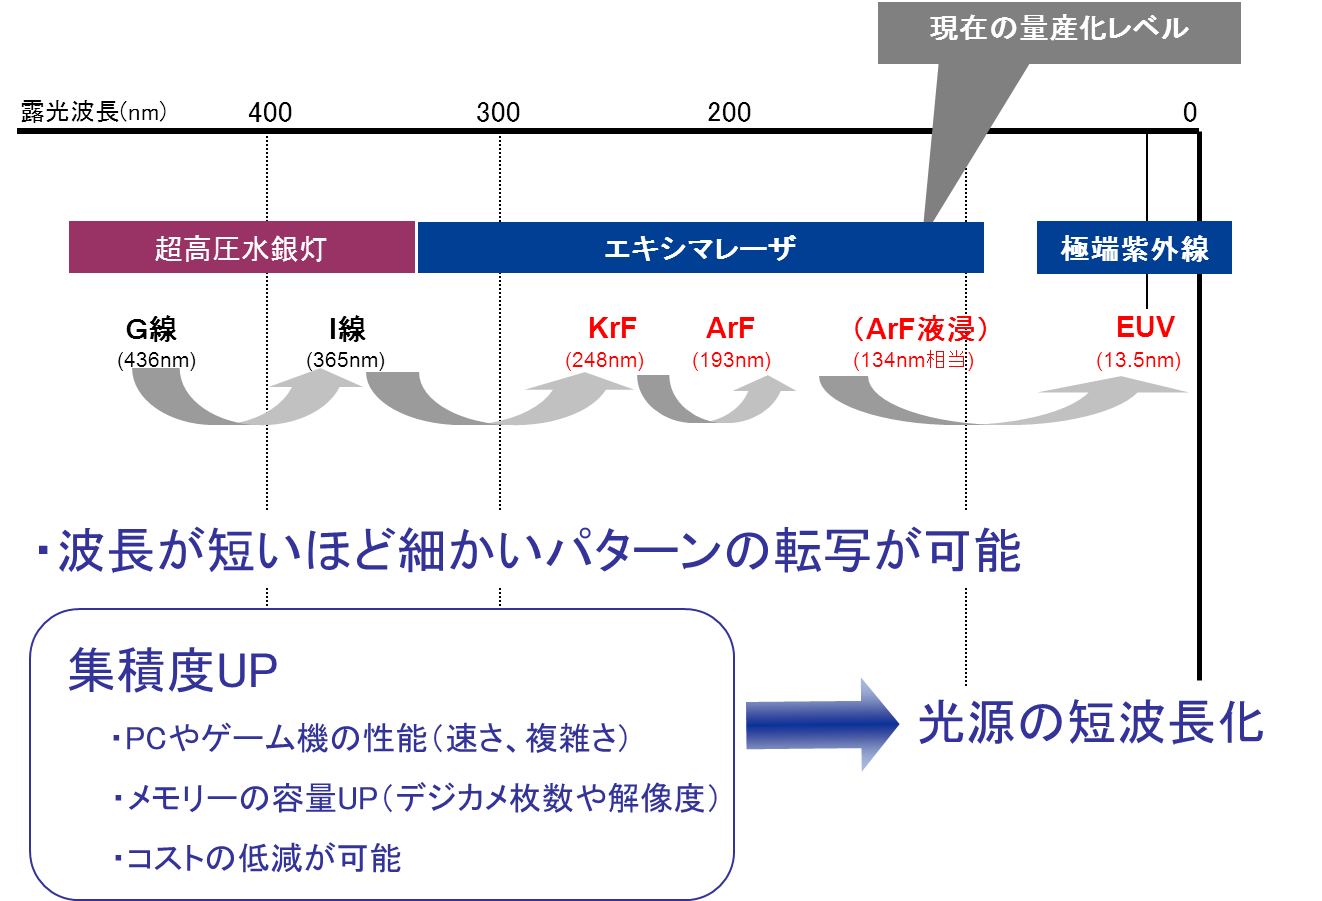 現在の量産化レベル
露光波長(nm)
400
300
200
0
超高圧水銀灯
エキシマレーザ
極端紫外線
G線
(436nm)
I線
(365nm)
KrF
(248nm)
ArF
(193nm)
（ArF液浸）
(134nm相当)
EUV
(13.5nm)
・波長が短いほど細かいパターンの転写が可能
集積度UP
・PCやゲーム機の性能（速さ、複雑さ）
・メモリーの容量UP（デジカメ枚数や解像度）
・コストの低減が可能
光源の短波長化